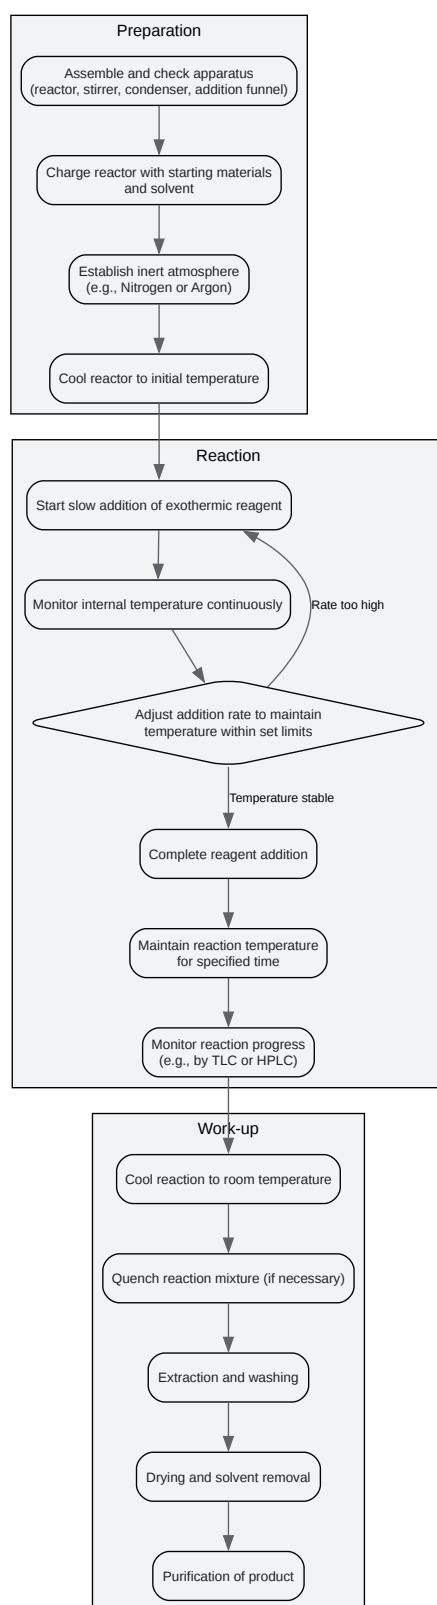 Preparation
Assemble and check apparatus
(reactor, stirrer, condenser, addition funnel)
Charge reactor with starting materials
and solvent
Establish inert atmosphere
(e.g., Nitrogen or Argon)
Cool reactor to initial temperature
Reaction
Start slow addition of exothermic reagent
Monitor internal temperature continuously
Rate too high
Adjust addition rate to maintain
temperature within set limits
Temperature stable
Complete reagent addition
Maintain reaction temperature
for specified time
Monitor reaction progress
(e.g., by TLC or HPLC)
Work-up
Cool reaction to room temperature
Quench reaction mixture (if necessary)
Extraction and washing
Drying and solvent removal
Purification of product